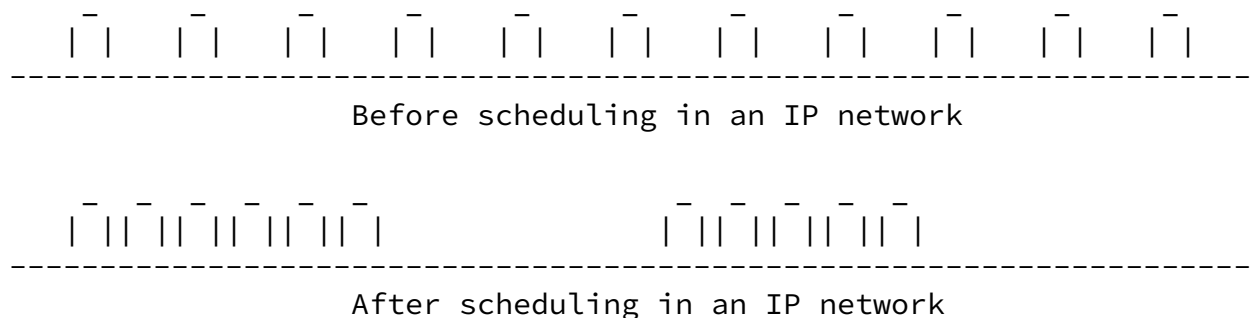 Before scheduling in an IP network
After scheduling in an IP network